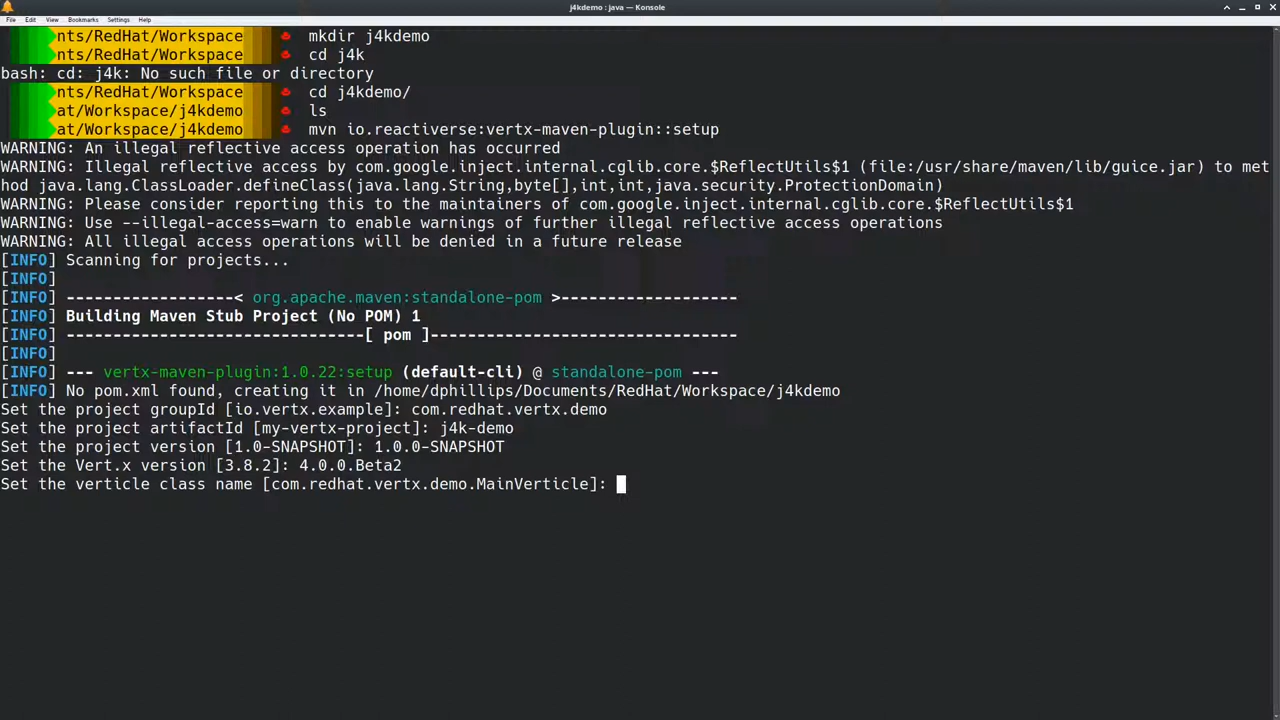 j4kdemo : java — Konsole
File Edit View Bookmarks Settings Help
nts/RedHat/Workspace mkdir j4kdemo
nts/RedHat/Workspace cd j4k
bash: cd: j4k: No such file or directory
nts/RedHat/Workspace cd j4kdemo/
at/Workspace/j4kdemo ls
at/Workspace/j4kdemo mvn io.reactiverse:vertx-maven-plugin::setup
WARNING: An illegal reflective access operation has occurred
WARNING: Illegal reflective access by com.google.inject.internal.cglib.core.$ReflectUtils$1 (file:/usr/share/maven/lib/guice.jar) to met
hod java.lang.ClassLoader.defineClass(java.lang.String,byte[],int,int,java.security.ProtectionDomain)
WARNING: Please consider reporting this to the maintainers of com.google.inject.internal.cglib.core.$ReflectUtils$1
WARNING: Use --illegal-access=warn to enable warnings of further illegal reflective access operations
WARNING: All illegal access operations will be denied in a future release
[INFO] Scanning for projects...
[INFO]
[INFO] ------------------< org.apache.maven:standalone-pom >-------------------
[INFO] Building Maven Stub Project (No POM) 1
[INFO] --------------------------------[ pom ]---------------------------------
[INFO]
[INFO] --- vertx-maven-plugin:1.0.22:setup (default-cli) @ standalone-pom ---
[INFO] No pom.xml found, creating it in /home/dphillips/Documents/RedHat/Workspace/j4kdemo
Set the project groupId [io.vertx.example]: com.redhat.vertx.demo
Set the project artifactId [my-vertx-project]: j4k-demo
Set the project version [1.0-SNAPSHOT]: 1.0.0-SNAPSHOT
Set the Vert.x version [3.8.2]: 4.0.0.Beta2
Set the verticle class name [com.redhat.vertx.demo.MainVerticle]: